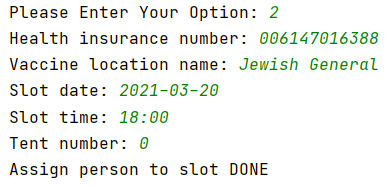 Please Enter Your Option: 2
Health insurance number: 006147016388
Vaccine location name: Jewish General
Slot date: 2021-03-20
Slot time: 18:00
Tent number: 0
Assign person to slot DONE